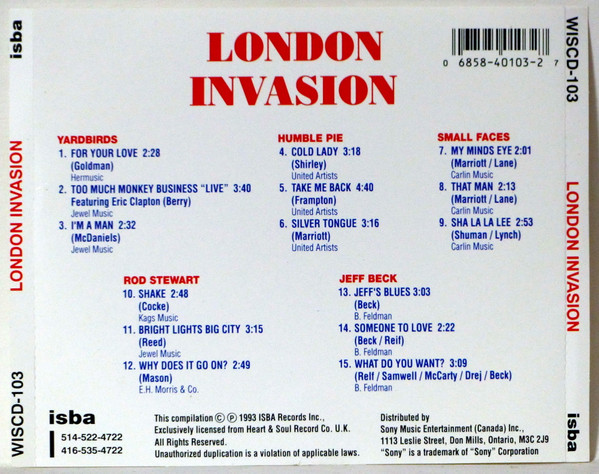 isba
LONDON INVASION
WISCD-103
LONDON
INVASION
0 6858-40103-2 7
WISCD-103
LONDON INVASION
isba
YARDBIRDS
1. FOR YOUR LOVE 2:28
(Goldman)
Hermusic
2. TOO MUCH MONKEY BUSINESS "LIVE" 3:40
Featuring Eric Clapton (Berry)
Jewel Music
3. I'M A MAN 2:32
(McDaniels)
Jewel Music
HUMBLE PIE
4. COLD LADY 3:18
(Shirley)
United Artists
5. TAKE ME BACK 4:40
(Frampton)
United Artists
6. SILVER TONGUE 3:16
(Marriott)
United Artists
SMALL FACES
7. MY MINDS EYE 2:01
(Marriott / Lane)
Carlin Music
8. THAT MAN 2:13
(Marriott / Lane)
Carlin Music
9. SHA LA LA LEE 2:53
(Shuman / Lynch)
Carlin Music
ROD STEWART
10. SHAKE 2:48
(Cocke)
Kags Music
11. BRIGHT LIGHTS BIG CITY 3:15
(Reed)
Jewel Music
12. WHY DOES IT GO ON? 2:49
(Mason)
E.H. Morris & Co.
JEFF BECK
13. JEFF'S BLUES 3:03
(Beck)
B. Feldman
14. SOMEONE TO LOVE 2:22
(Beck / Reif)
B. Feldman
15. WHAT DO YOU WANT? 3:09
(Relf / Samwell / McCarty / Drej / Beck)
B. Feldman
isba
514-522-4722
416-535-4722
This compilation © ℗ 1993 ISBA Records Inc.,
Exclusively licensed from Heart & Soul Record Co. U.K.
All Rights Reserved.
Unauthorized duplication is a violation of applicable laws.
Distributed by
Sony Music Entertainment (Canada) Inc.,
1113 Leslie Street, Don Mills, Ontario, M3C 2J9
"Sony" is a trademark of "Sony" Corporation